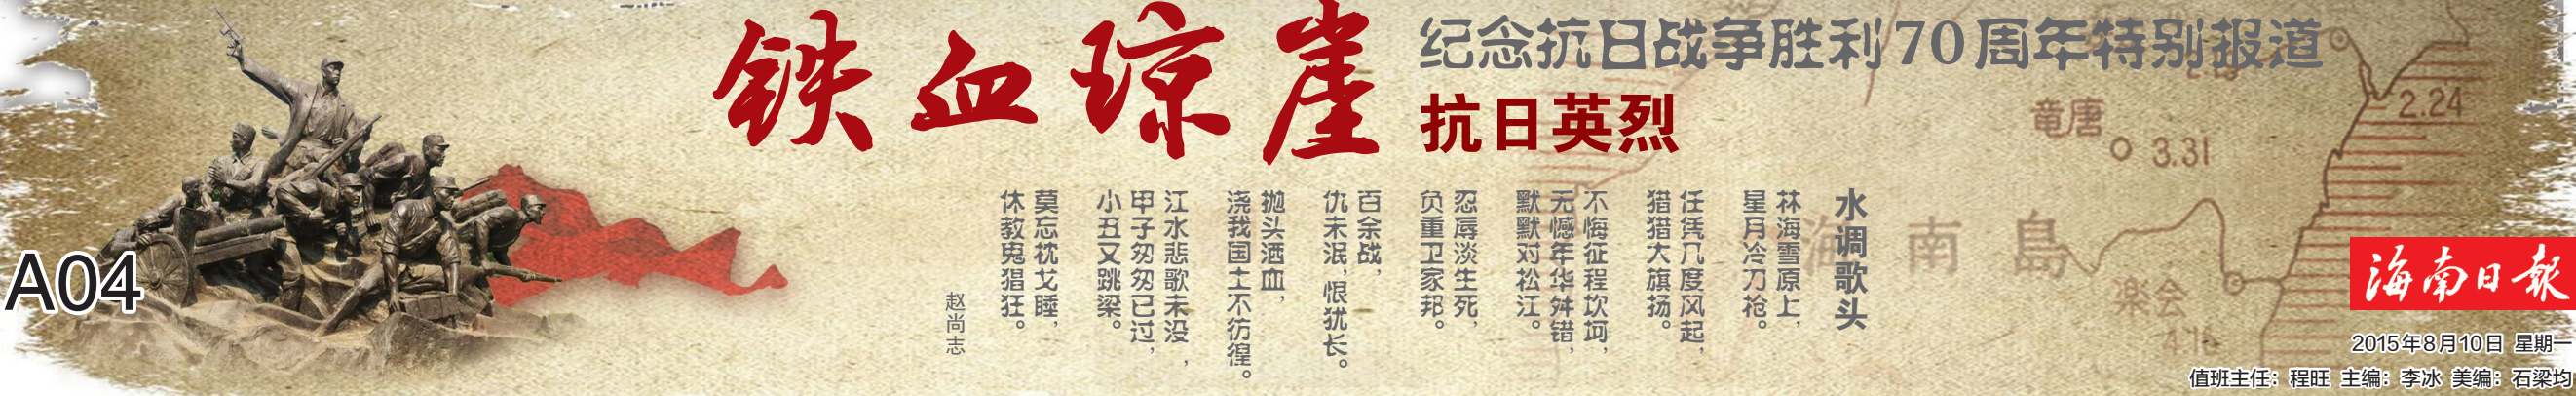 铁血琼崖
纪念抗日战争胜利70周年特别报道
抗日英烈
水调歌头
林海雪原上，
星月冷刀枪。
任凭几度风起，
猎猎大旗扬。
不悔征程坎坷，
无憾年华舛错，
默默对松江。
忍辱淡生死，
负重卫家邦。
百余战，
仇未泯，恨犹长。
抛头洒血，
浇我国土不彷徨。
江水悲歌未没，
甲子匆匆已过，
小丑又跳梁。
莫忘枕戈睡，
休教鬼猖狂。
赵尚志
A04
竜唐
3.31
2.24
海南島
楽会
4.16
海南日報
2015年8月10日 星期一
值班主任：程旺 主编：李冰 美编：石梁均